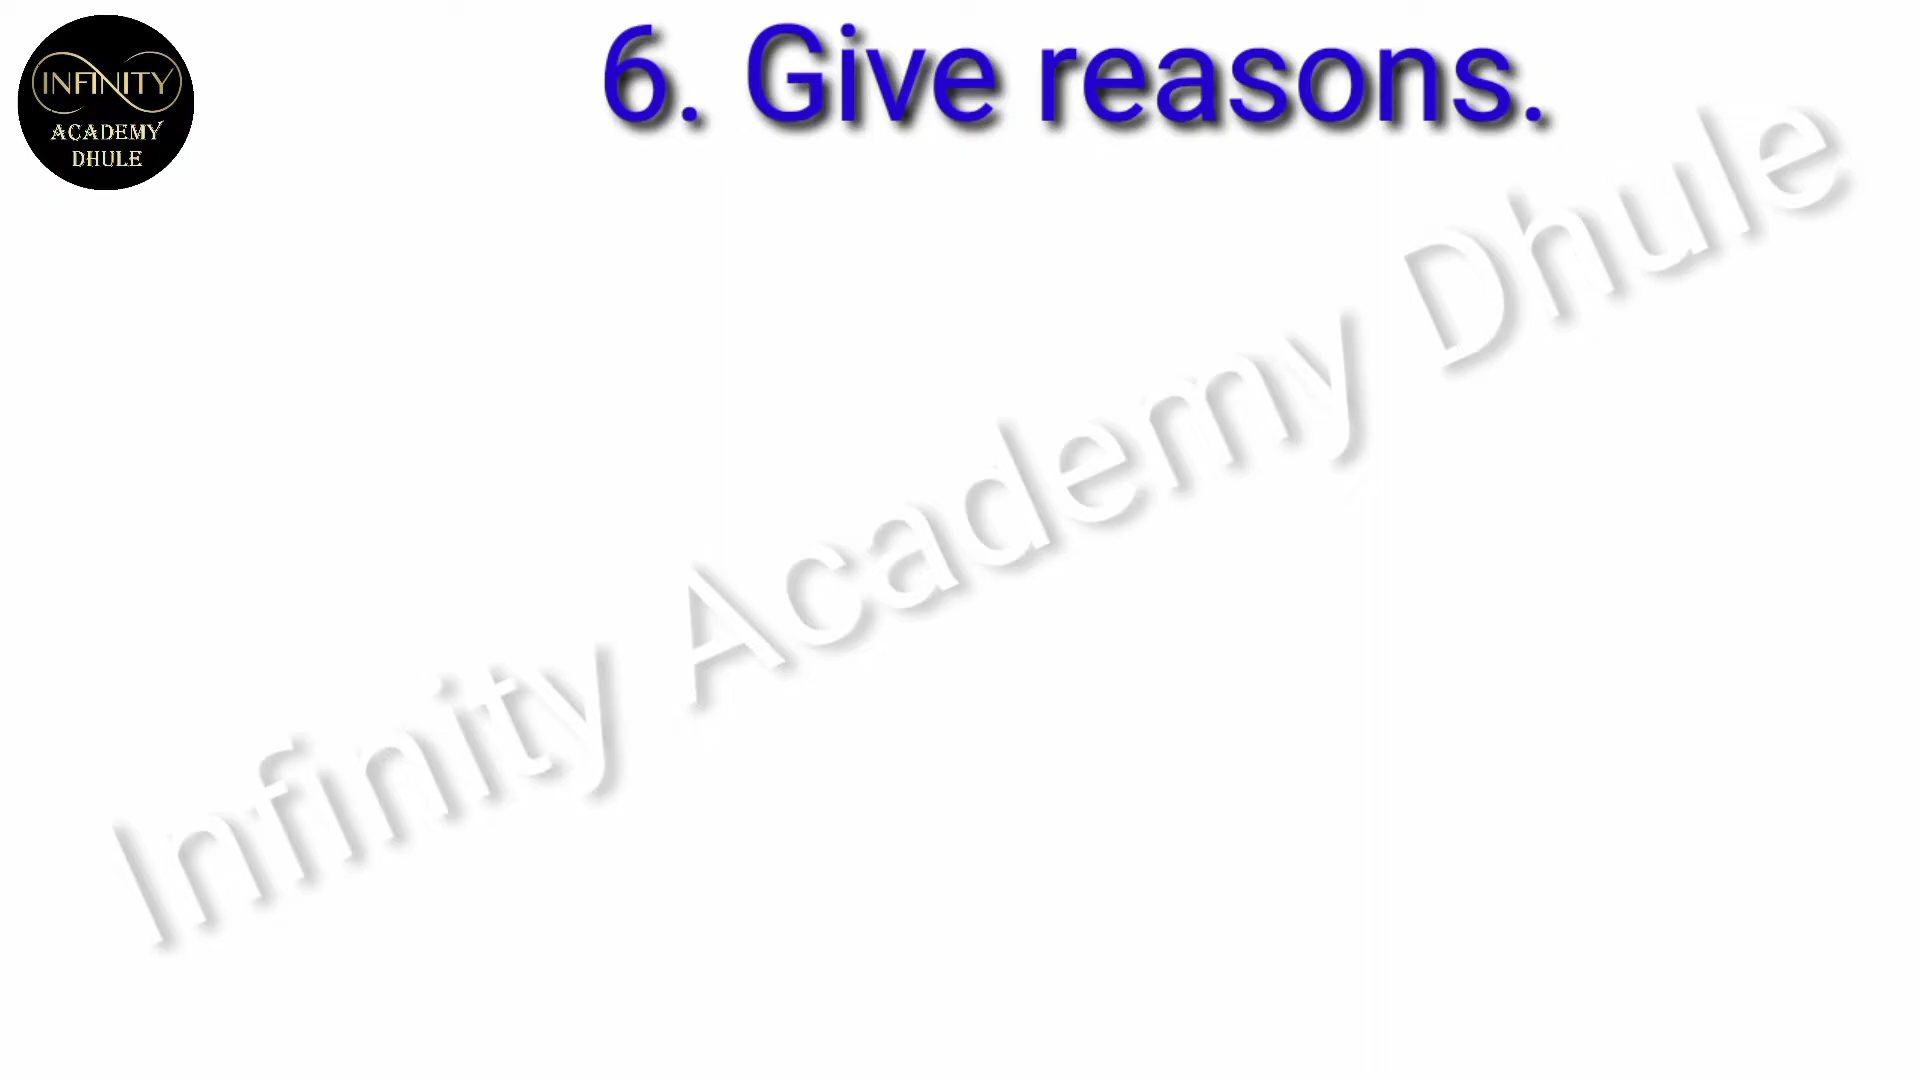 INFINITY
ACADEMY
DHULE
6. Give reasons.
Infinity Academy Dhule